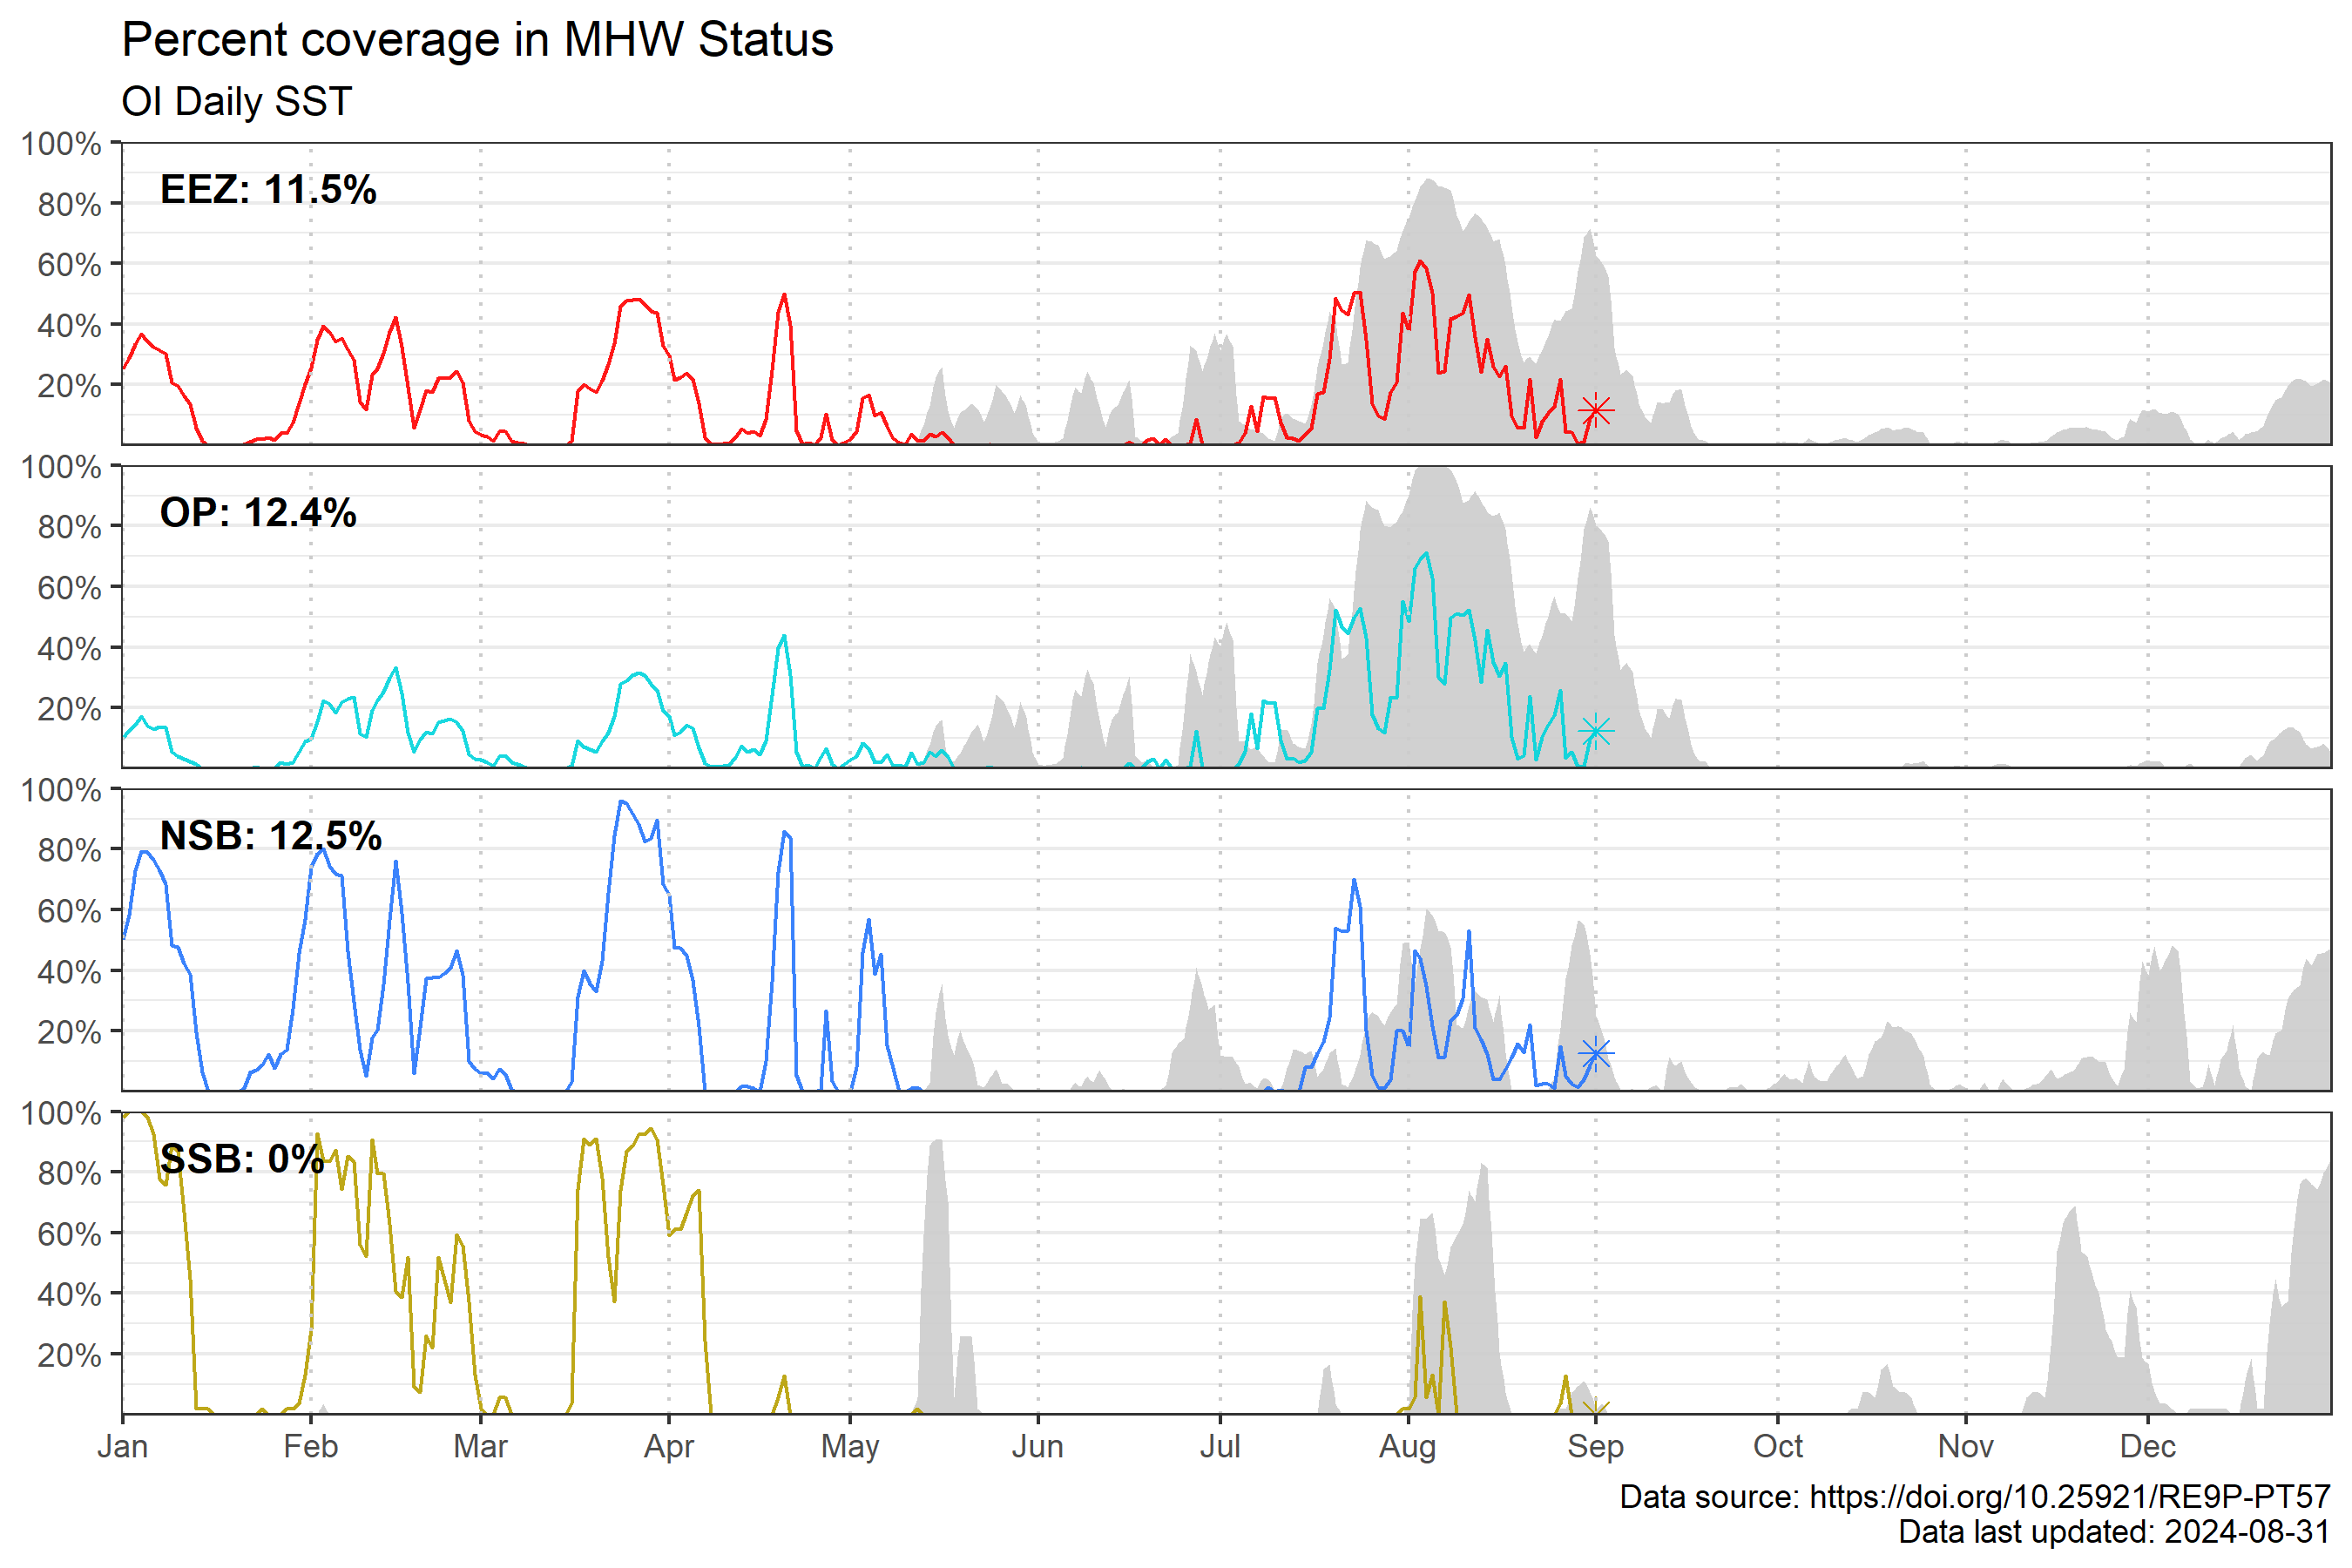 Percent coverage in MHW Status
OI Daily SST
100%
80%
60%
40%
20%
EEZ: 11.5%
100%
80%
60%
40%
20%
OP: 12.4%
100%
80%
60%
40%
20%
NSB: 12.5%
100%
80%
60%
40%
20%
SSB: 0%
Jan Feb Mar Apr May Jun Jul Aug Sep Oct Nov Dec
Data source: https://doi.org/10.25921/RE9P-PT57
Data last updated: 2024-08-31